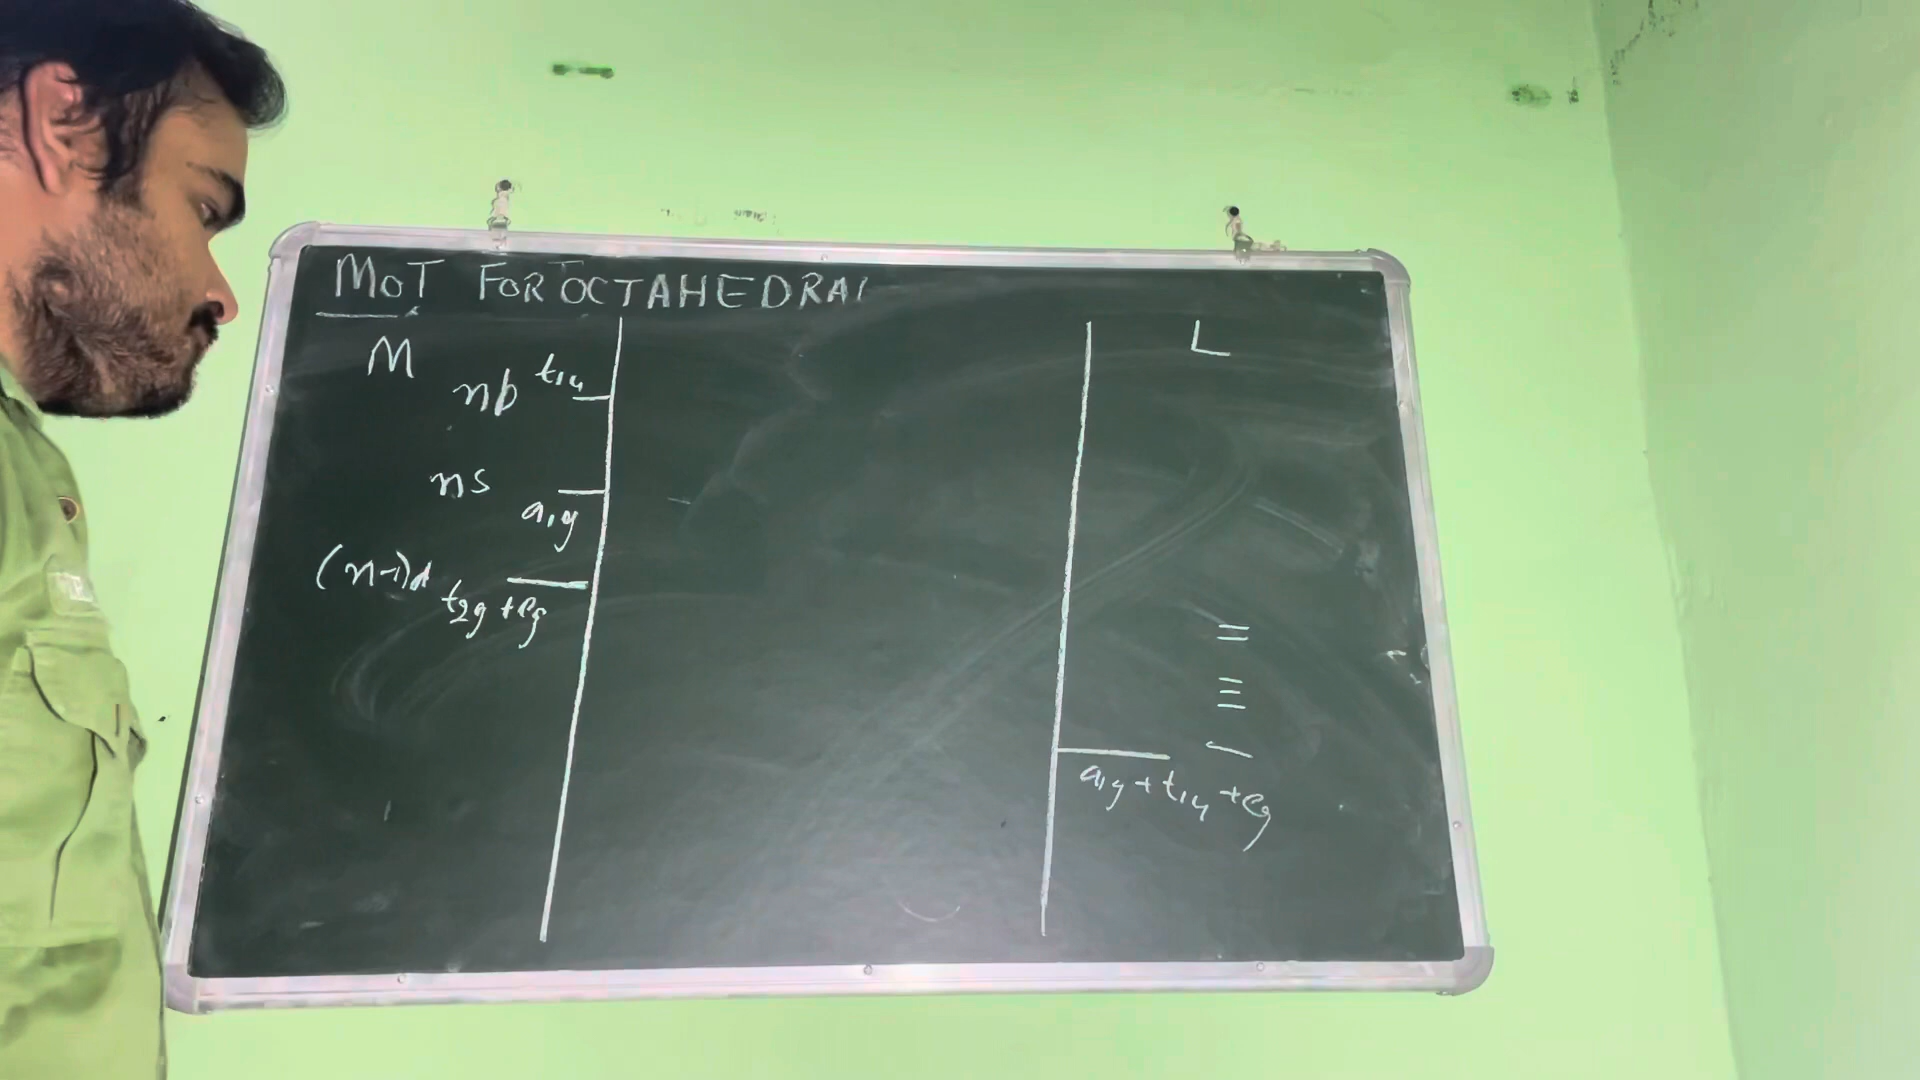 MOT FOR OCTAHEDRAL
M
L
np t1u
ns
a1g
(n-1)d
t2g + eg
a1g + t1u + eg